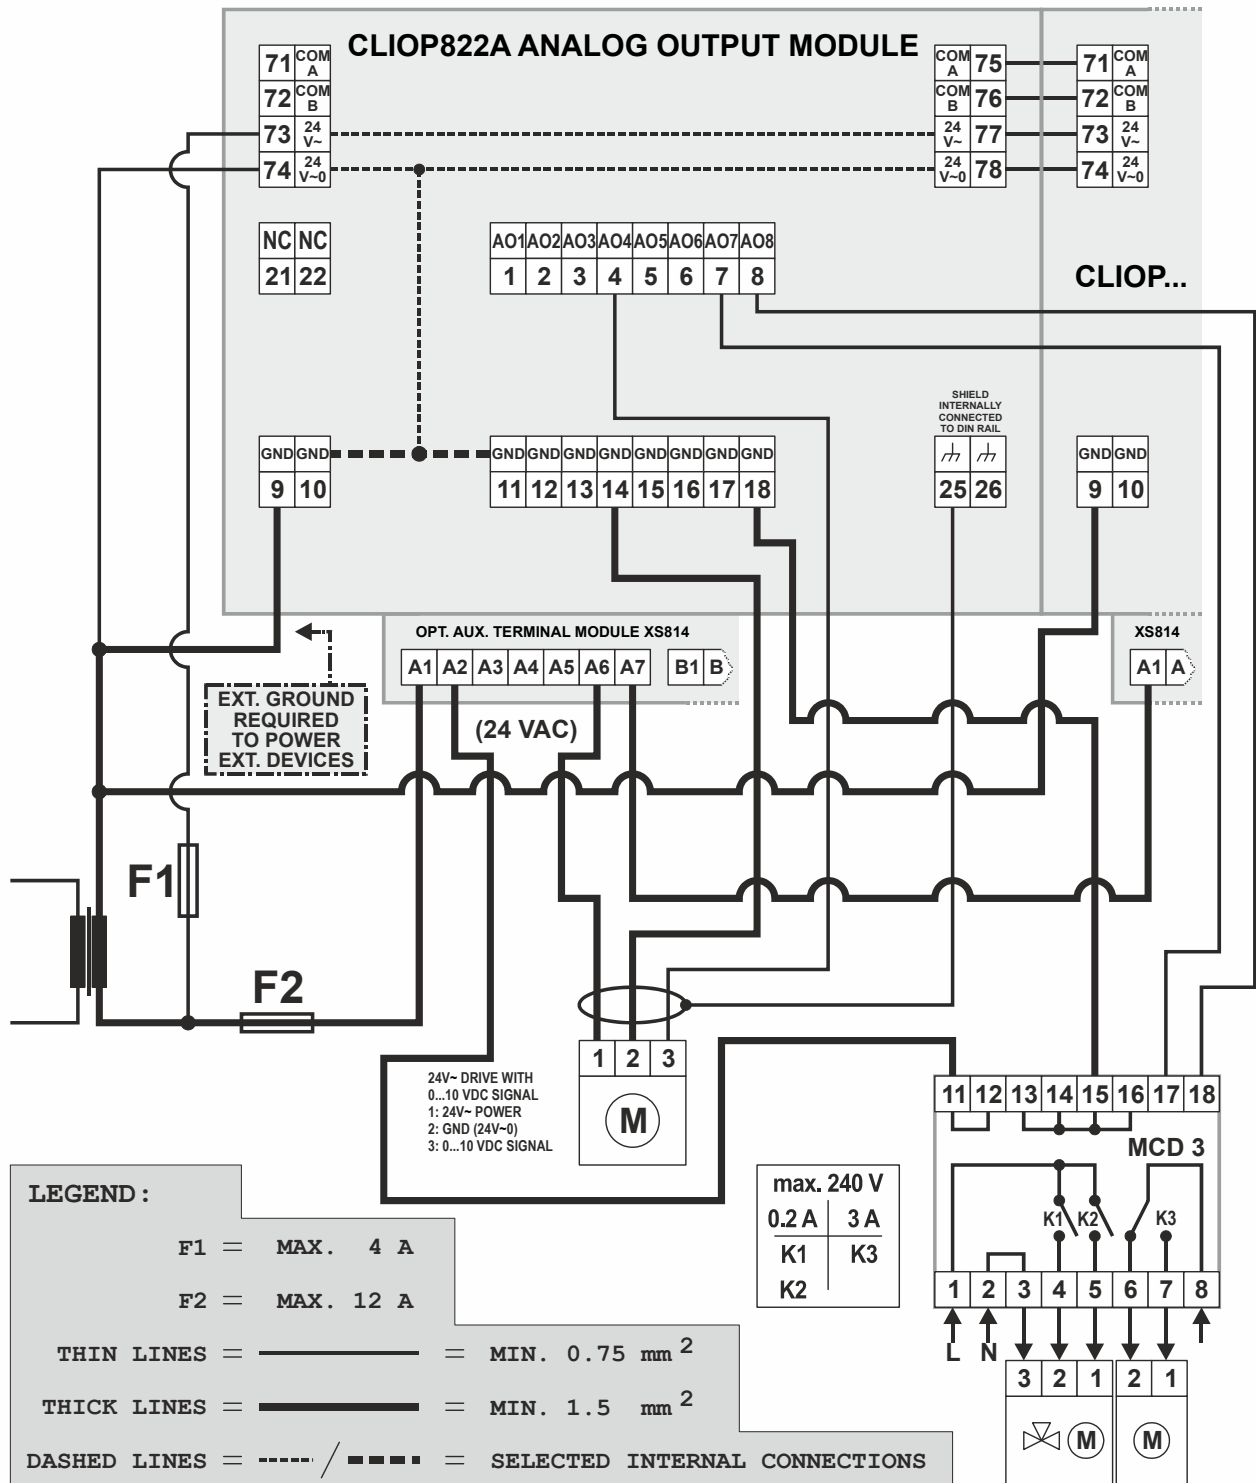 CLIOP822A ANALOG OUTPUT MODULE
71 COM A
72 COM B
73 24 V~
74 24 V~0
COM A 75
COM B 76
24 V~ 77
24 V~0 78
71 COM A
72 COM B
73 24 V~
74 24 V~0
NC NC
21 22
AO1 AO2 AO3 AO4 AO5 AO6 AO7 AO8
1 2 3 4 5 6 7 8
CLIOP...
SHIELD
INTERNALLY
CONNECTED
TO DIN RAIL
GND GND
9 10
GND GND GND GND GND GND GND GND
11 12 13 14 15 16 17 18
25 26
GND GND
9 10
OPT. AUX. TERMINAL MODULE XS814
A1 A2 A3 A4 A5 A6 A7 B1 B
XS814
A1 A
(24 VAC)
EXT. GROUND
REQUIRED
TO POWER
EXT. DEVICES
F1
F2
1 2 3
M
24V~ DRIVE WITH
0...10 VDC SIGNAL
1: 24V~ POWER
2: GND (24V~0)
3: 0...10 VDC SIGNAL
11 12 13 14 15 16 17 18
MCD 3
K1 K2 K3
1 2 3 4 5 6 7 8
L N
3 2 1 2 1
M M
max. 240 V
0.2 A 3 A
K1 K3
K2
LEGEND:
F1 = MAX. 4 A
F2 = MAX. 12 A
THIN LINES = = MIN. 0.75 mm 2
THICK LINES = = MIN. 1.5 mm 2
DASHED LINES = / = SELECTED INTERNAL CONNECTIONS